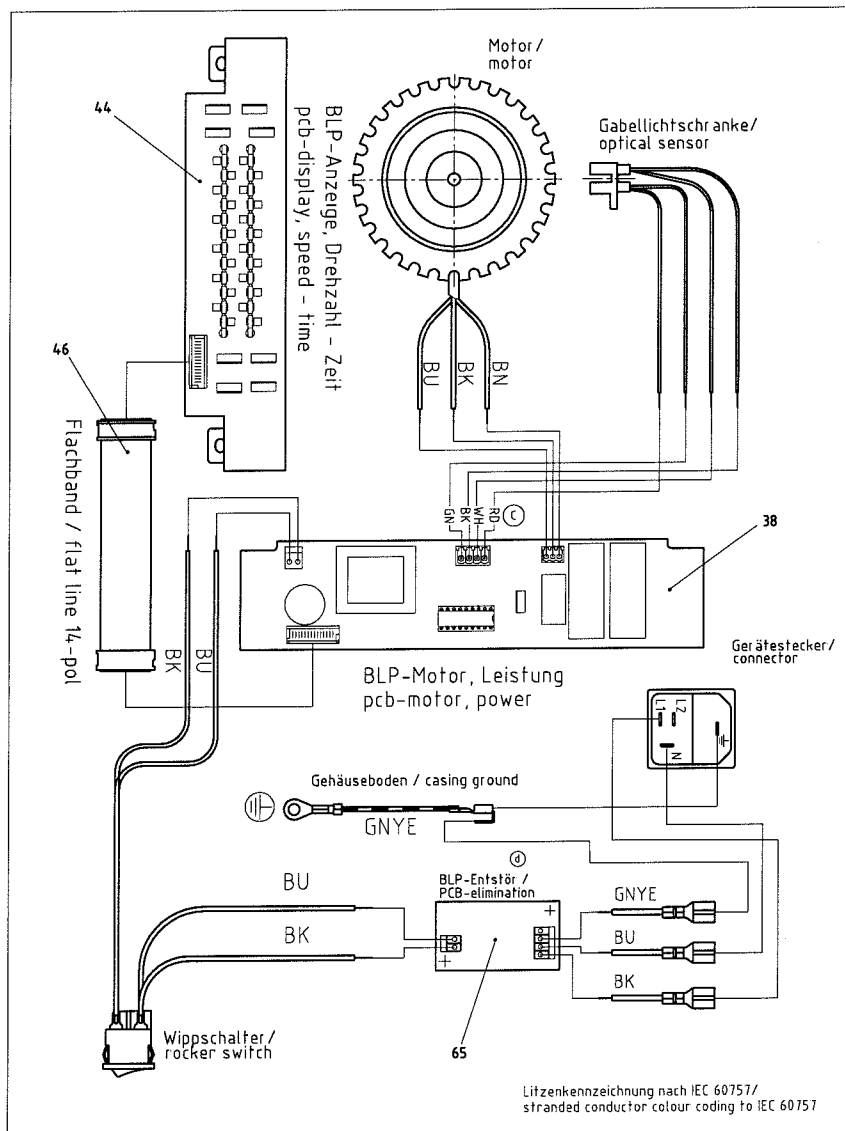 Motor/
motor
44
BLP-Anzeige, Drehzahl - Zeit
pcb-display, speed - time
Gabellichtschranke/
optical sensor
46
Flachband / flat line 14-pol
BU
BK
BN
GN
BK
WH
RD
C
38
BK
BU
BLP-Motor, Leistung
pcb-motor, power
Gerätestecker/
connector
L1
L2
N
Gehäuseboden / casing ground
GNYE
d
BLP-Entstör /
PCB-elimination
BU
BK
+
+
GNYE
BU
BK
65
Wippschalter/
rocker switch
Litzenkennzeichnung nach IEC 60757/
stranded conductor colour coding to IEC 60757